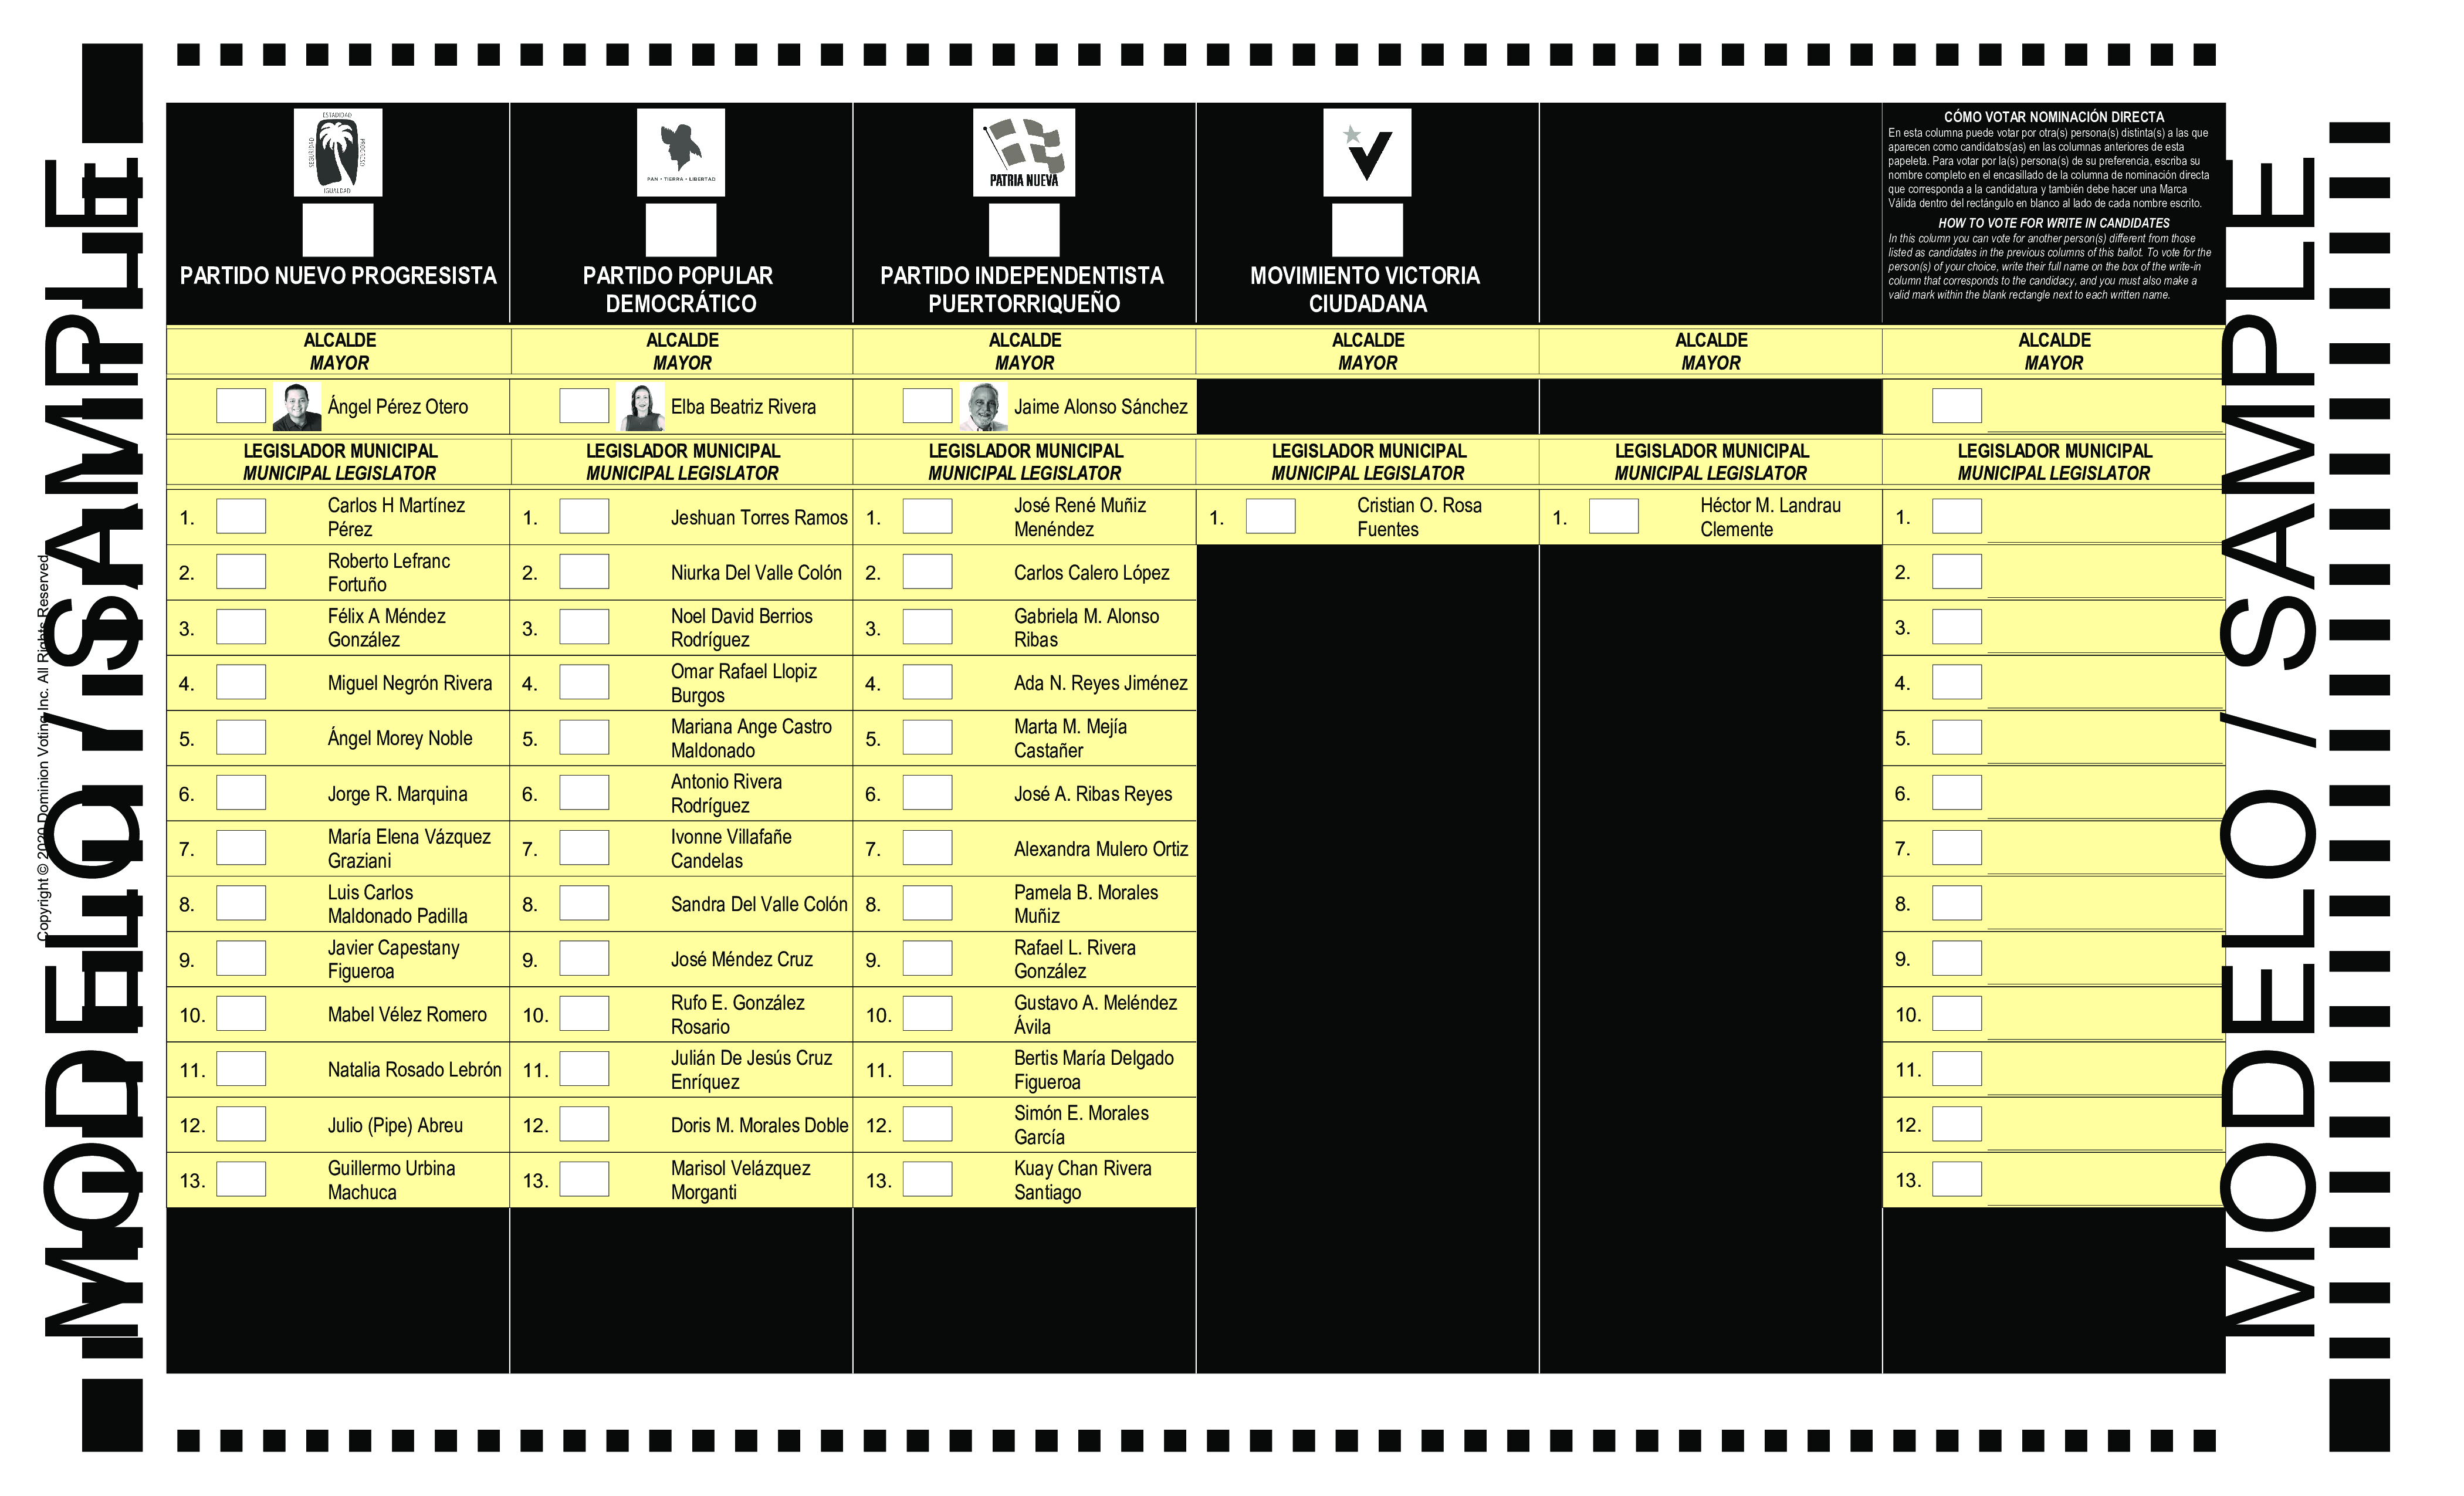 ESTADIDAD
SEGURIDAD
PROGRESO
IGUALDAD
PARTIDO NUEVO PROGRESISTA
PAN • TIERRA • LIBERTAD
PARTIDO POPULAR
DEMOCRÁTICO
PATRIA NUEVA
PARTIDO INDEPENDENTISTA
PUERTORRIQUEÑO
MOVIMIENTO VICTORIA
CIUDADANA
CÓMO VOTAR NOMINACIÓN DIRECTA
En esta columna puede votar por otra(s) persona(s) distinta(s) a las que
aparecen como candidatos(as) en las columnas anteriores de esta
papeleta. Para votar por la(s) persona(s) de su preferencia, escriba su
nombre completo en el encasillado de la columna de nominación directa
que corresponda a la candidatura y también debe hacer una Marca
Válida dentro del rectángulo en blanco al lado de cada nombre escrito.
HOW TO VOTE FOR WRITE IN CANDIDATES
In this column you can vote for another person(s) different from those
listed as candidates in the previous columns of this ballot. To vote for the
person(s) of your choice, write their full name on the box of the write-in
column that corresponds to the candidacy, and you must also make a
valid mark within the blank rectangle next to each written name.
ALCALDE
MAYOR
Ángel Pérez Otero
LEGISLADOR MUNICIPAL
MUNICIPAL LEGISLATOR
1. Carlos H Martínez
Pérez
2. Roberto Lefranc
Fortuño
3. Félix A Méndez
González
4. Miguel Negrón Rivera
5. Ángel Morey Noble
6. Jorge R. Marquina
7. María Elena Vázquez
Graziani
8. Luis Carlos
Maldonado Padilla
9. Javier Capestany
Figueroa
10. Mabel Vélez Romero
11. Natalia Rosado Lebrón
12. Julio (Pipe) Abreu
13. Guillermo Urbina
Machuca
ALCALDE
MAYOR
Elba Beatriz Rivera
LEGISLADOR MUNICIPAL
MUNICIPAL LEGISLATOR
1. Jeshuan Torres Ramos
2. Niurka Del Valle Colón
3. Noel David Berrios
Rodríguez
4. Omar Rafael Llopiz
Burgos
5. Mariana Ange Castro
Maldonado
6. Antonio Rivera
Rodríguez
7. Ivonne Villafañe
Candelas
8. Sandra Del Valle Colón
9. José Méndez Cruz
10. Rufo E. González
Rosario
11. Julián De Jesús Cruz
Enríquez
12. Doris M. Morales Doble
13. Marisol Velázquez
Morganti
ALCALDE
MAYOR
Jaime Alonso Sánchez
LEGISLADOR MUNICIPAL
MUNICIPAL LEGISLATOR
1. José René Muñiz
Menéndez
2. Carlos Calero López
3. Gabriela M. Alonso
Ribas
4. Ada N. Reyes Jiménez
5. Marta M. Mejía
Castañer
6. José A. Ribas Reyes
7. Alexandra Mulero Ortiz
8. Pamela B. Morales
Muñiz
9. Rafael L. Rivera
González
10. Gustavo A. Meléndez
Ávila
11. Bertis María Delgado
Figueroa
12. Simón E. Morales
García
13. Kuay Chan Rivera
Santiago
ALCALDE
MAYOR
LEGISLADOR MUNICIPAL
MUNICIPAL LEGISLATOR
1. Cristian O. Rosa
Fuentes
ALCALDE
MAYOR
LEGISLADOR MUNICIPAL
MUNICIPAL LEGISLATOR
1. Héctor M. Landrau
Clemente
ALCALDE
MAYOR
LEGISLADOR MUNICIPAL
MUNICIPAL LEGISLATOR
1.
2.
3.
4.
5.
6.
7.
8.
9.
10.
11.
12.
13.
MODELO / SAMPLE
MODELO / SAMPLE
Copyright © 2020 Dominion Voting Inc. All Rights Reserved